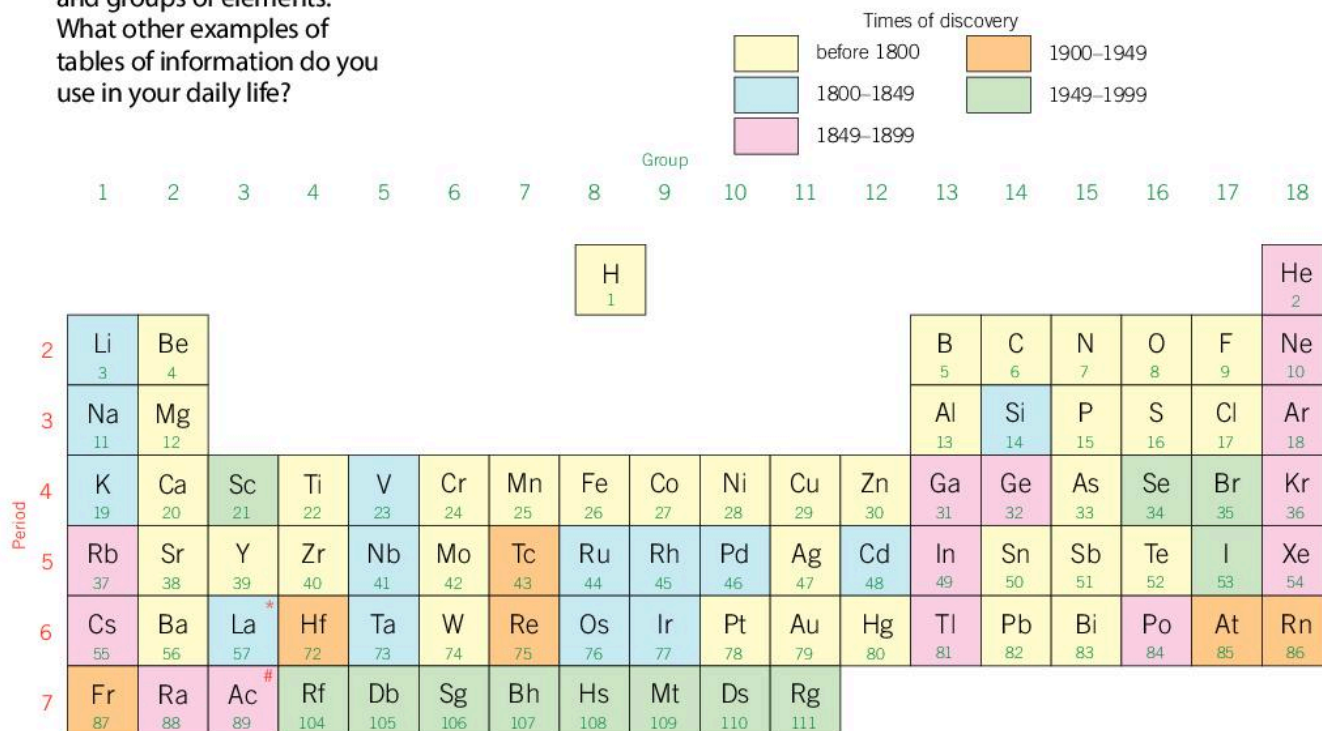 and groups of elements.
What other examples of
tables of information do you
use in your daily life?
Times of discovery
before 1800 1900–1949
1800–1849 1949–1999
1849–1899
Group
1 2 3 4 5 6 7 8 9 10 11 12 13 14 15 16 17 18
H He
1 2
2 Li Be B C N O F Ne
3 4 5 6 7 8 9 10
3 Na Mg Al Si P S Cl Ar
11 12 13 14 15 16 17 18
Period
4 K Ca Sc Ti V Cr Mn Fe Co Ni Cu Zn Ga Ge As Se Br Kr
19 20 21 22 23 24 25 26 27 28 29 30 31 32 33 34 35 36
5 Rb Sr Y Zr Nb Mo Tc Ru Rh Pd Ag Cd In Sn Sb Te I Xe
37 38 39 40 41 42 43 44 45 46 47 48 49 50 51 52 53 54
6 Cs Ba La * Hf Ta W Re Os Ir Pt Au Hg Tl Pb Bi Po At Rn
55 56 57 72 73 74 75 76 77 78 79 80 81 82 83 84 85 86
7 Fr Ra Ac # Rf Db Sg Bh Hs Mt Ds Rg
87 88 89 104 105 106 107 108 109 110 111